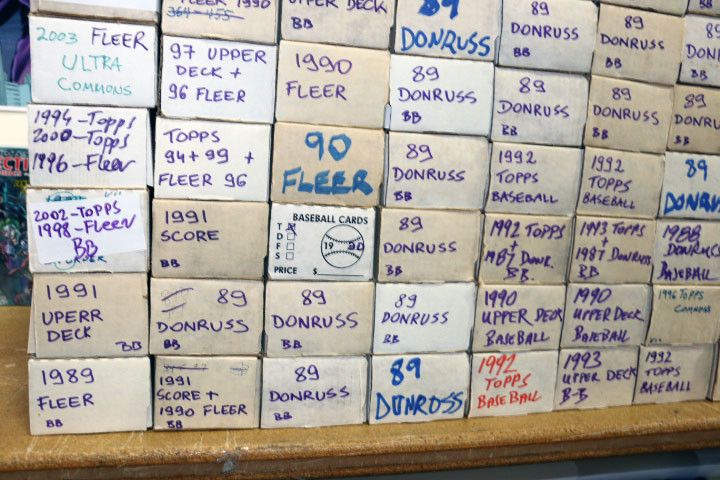 FLEER 1990
364-455
UPPER DECK
BB
89
DONRUSS
89
DONRUSS
BB
89
DONRUSS
BB
2003 FLEER
ULTRA
COMMONS
97 UPPER
DECK +
96 FLEER
1990
FLEER
89
DONRUSS
BB
89
DONRUSS
BB
89
DONRUSS
BB
89
BB
1994-Topps
2000-Topps
1996-Fleer
TOPPS
94+99 +
FLEER 96
90
FLEER
89
DONRUSS
BB
1992
TOPPS
BASEBALL
1992
TOPPS
BASEBALL
89
2002-TOPPS
1998-FLEER
BB
1991
SCORE
BB
BASEBALL CARDS
T
D
F
S
19 90
PRICE $
89
DONRUSS
BB
1992 TOPPS
+
1987 DONR.
BB.
1993 TOPPS
+
1987 DONRUSS
BB
1988
DONRUSS
BASEBALL
1991
UPERR
DECK
BB
89
DONRUSS
BB
89
DONRUSS
BB
89
DONRUSS
BB
1990
UPPER DECK
BASEBALL
1990
UPPER DECK
BASEBALL
1996 TOPPS
COMMONS
1989
FLEER
BB
1991
SCORE +
1990 FLEER
BB
89
DONRUSS
BB
89
DONROSS
1992
TOPPS
BASEBALL
1993
UPPER DECK
B-B
1992
TOPPS
BASEBALL